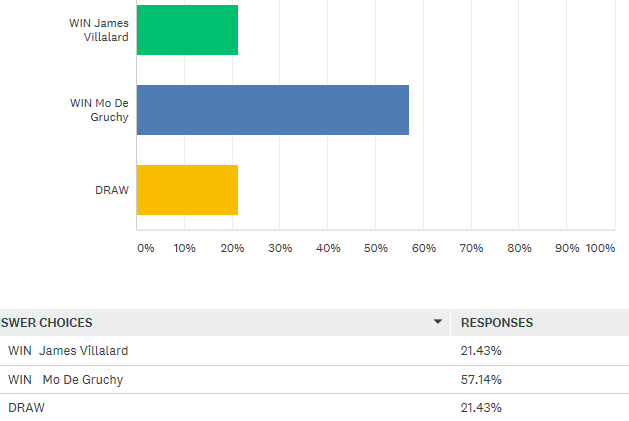 WIN James
Villalard
WIN Mo De
Gruchy
DRAW
0% 10% 20% 30% 40% 50% 60% 70% 80% 90% 100%
SWER CHOICES RESPONSES
WIN James Villalard 21.43%
WIN Mo De Gruchy 57.14%
DRAW 21.43%